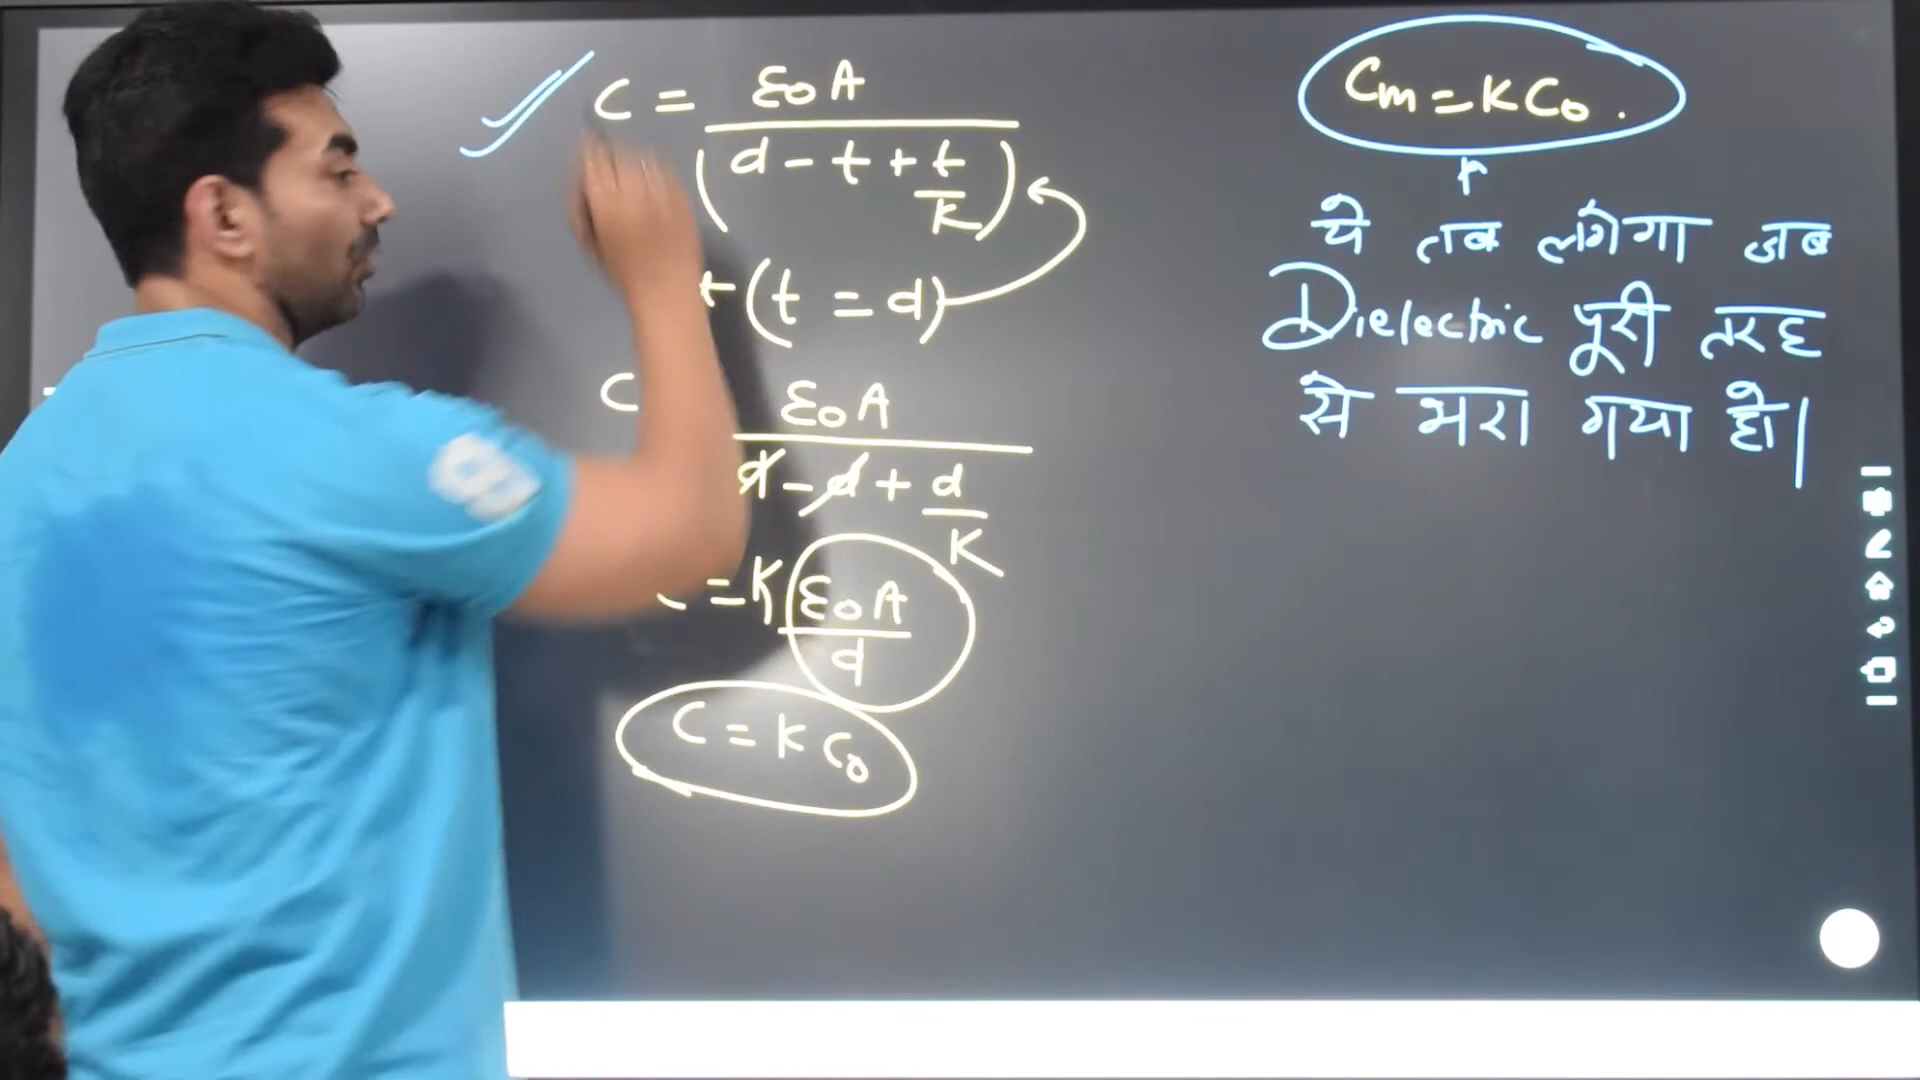 C = ε₀A
(d - t + t/K)
(t = d)
ε₀A
d - d + d/K
= K ε₀A/d
C = K C₀
Cm = K C₀.
ये तब लगेगा जब
Dielectric पूरी तरह
से भरा गया हो।